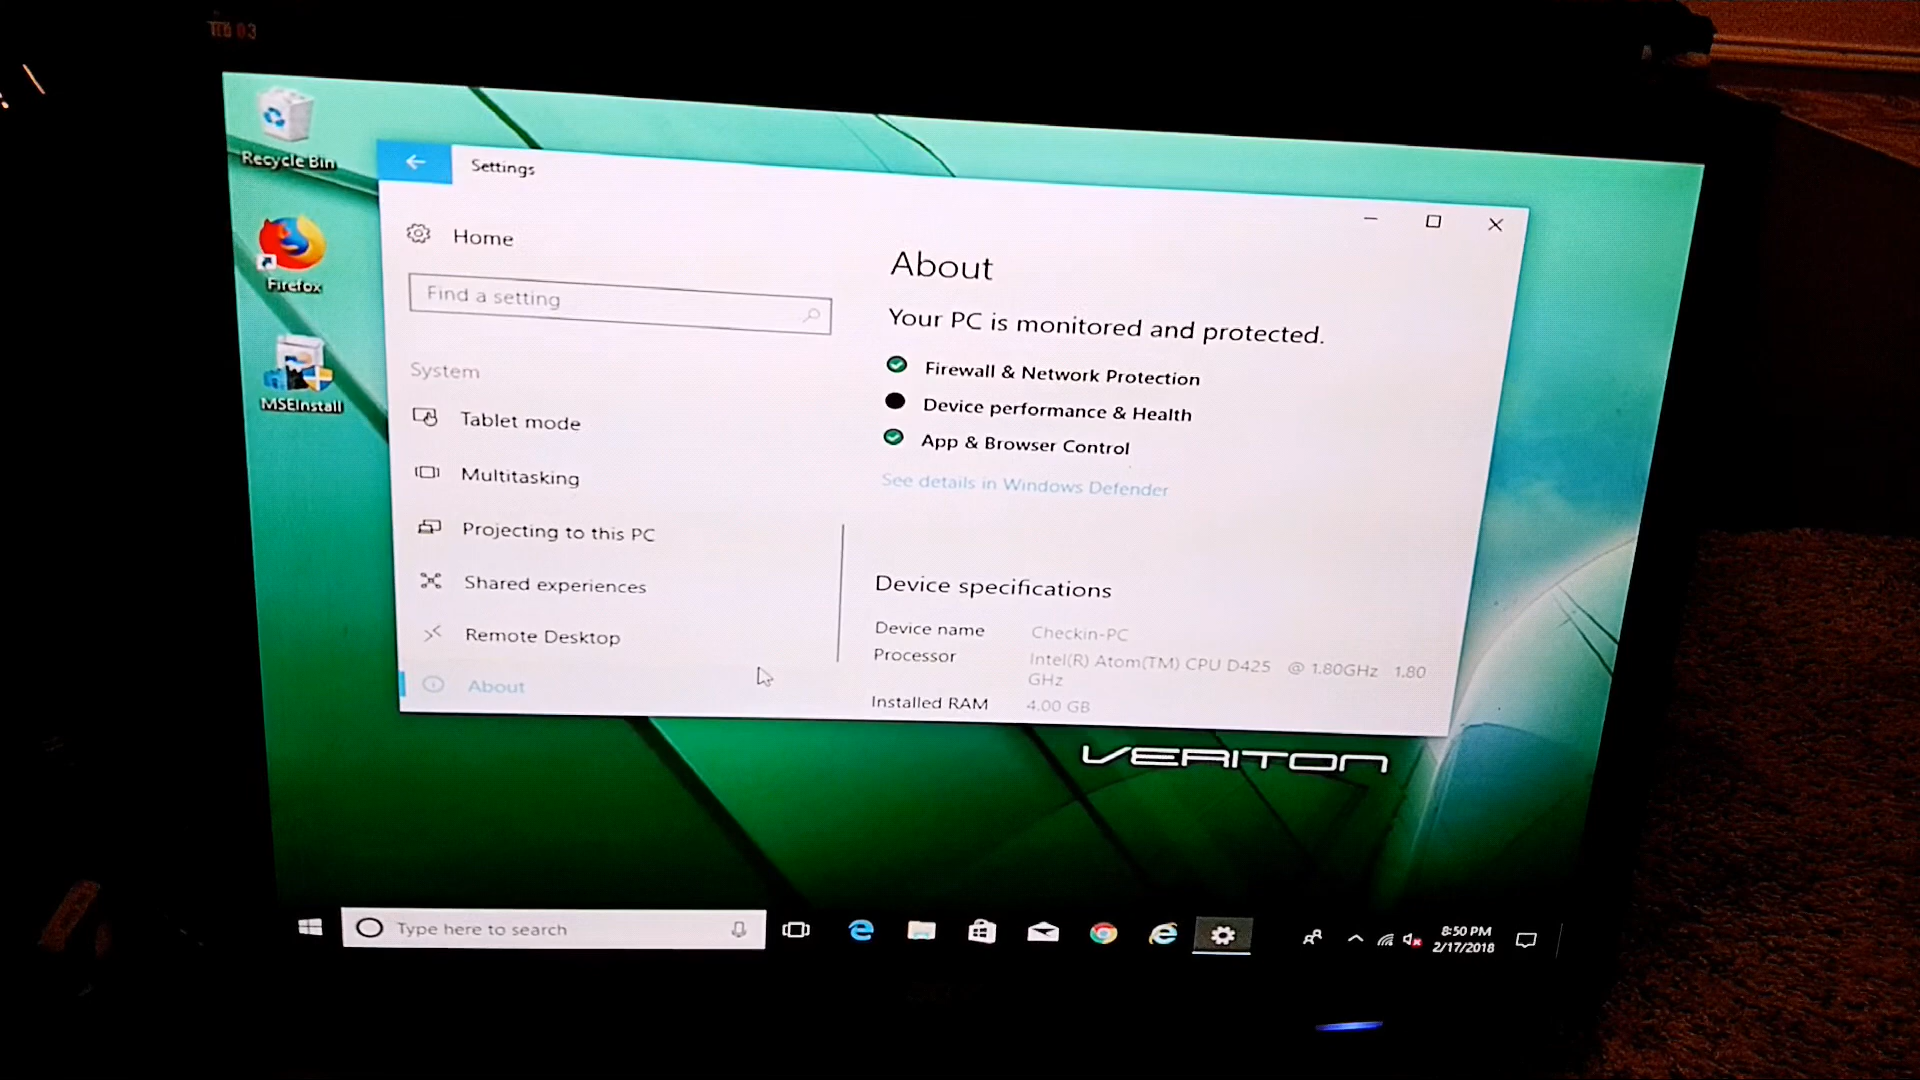 Recycle Bin
Firefox
MSEInstall
Settings
Home
Find a setting
System
Tablet mode
Multitasking
Projecting to this PC
Shared experiences
Remote Desktop
About
About
Your PC is monitored and protected.
Firewall & Network Protection
Device performance & Health
App & Browser Control
See details in Windows Defender
Device specifications
Device name Checkin-PC
Processor Intel(R) Atom(TM) CPU D425 @ 1.80GHz 1.80
GHz
Installed RAM 4.00 GB
VERITON
Type here to search
8:50 PM
2/17/2018